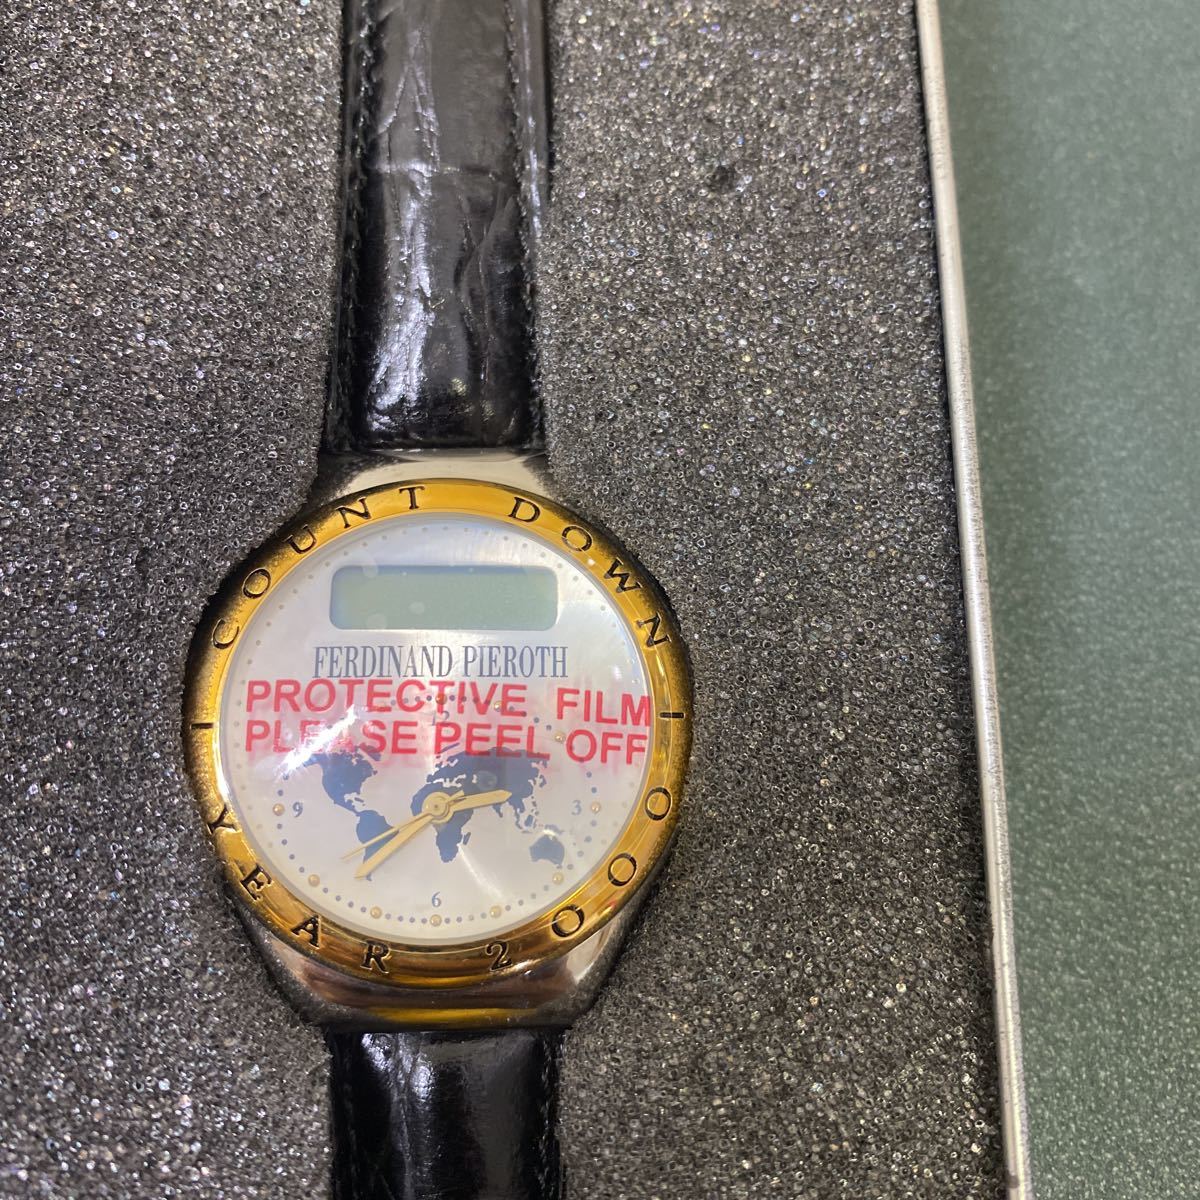 COUNT DOWN
FERDINAND PIEROTH
PROTECTIVE FILM
PLEASE PEEL OFF
9
3
6
YEAR 2000